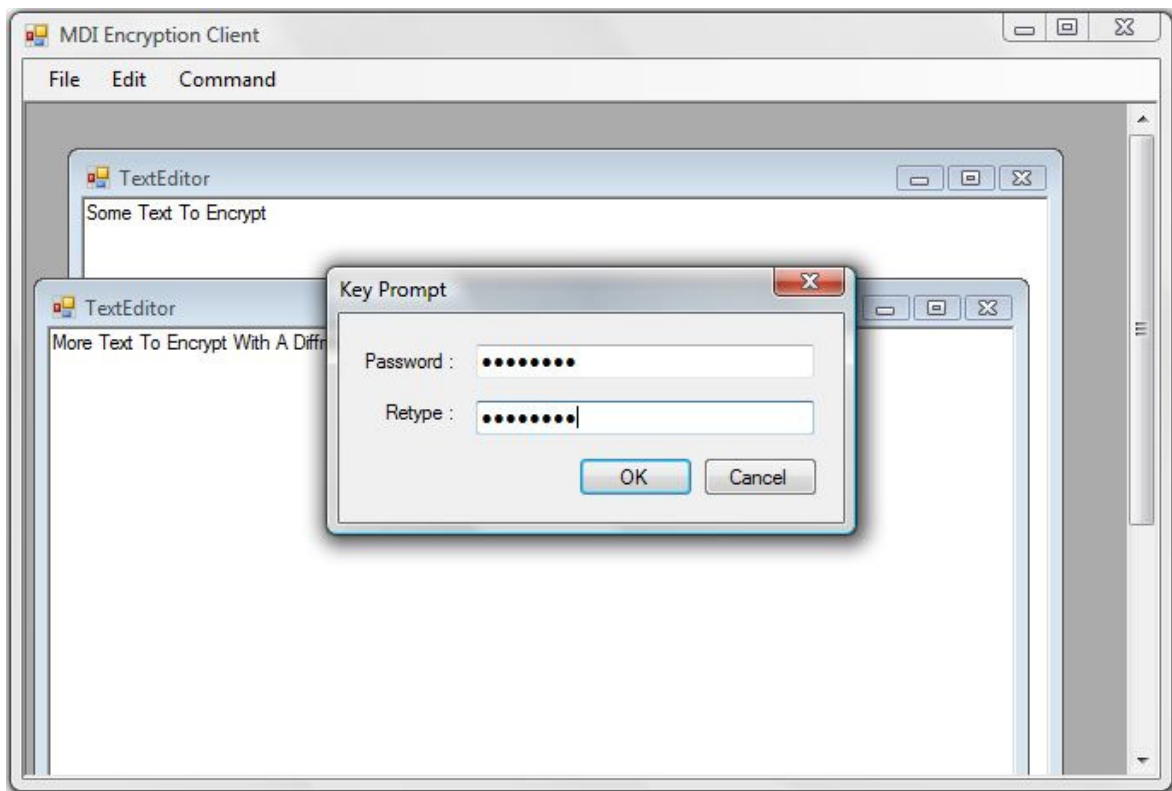 MDI Encryption Client
File Edit Command
TextEditor
Some Text To Encrypt
TextEditor
More Text To Encrypt With A
Key Prompt
Password :
Retype :
OK Cancel